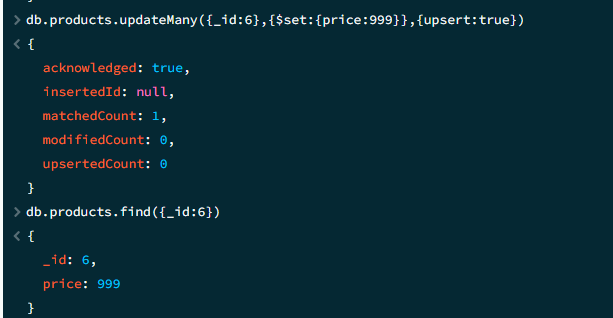 > db.products.updateMany({_id:6},{$set:{price:999}},{upsert:true})
< {
acknowledged: true,
insertedId: null,
matchedCount: 1,
modifiedCount: 0,
upsertedCount: 0
}
> db.products.find({_id:6})
< {
_id: 6,
price: 999
}